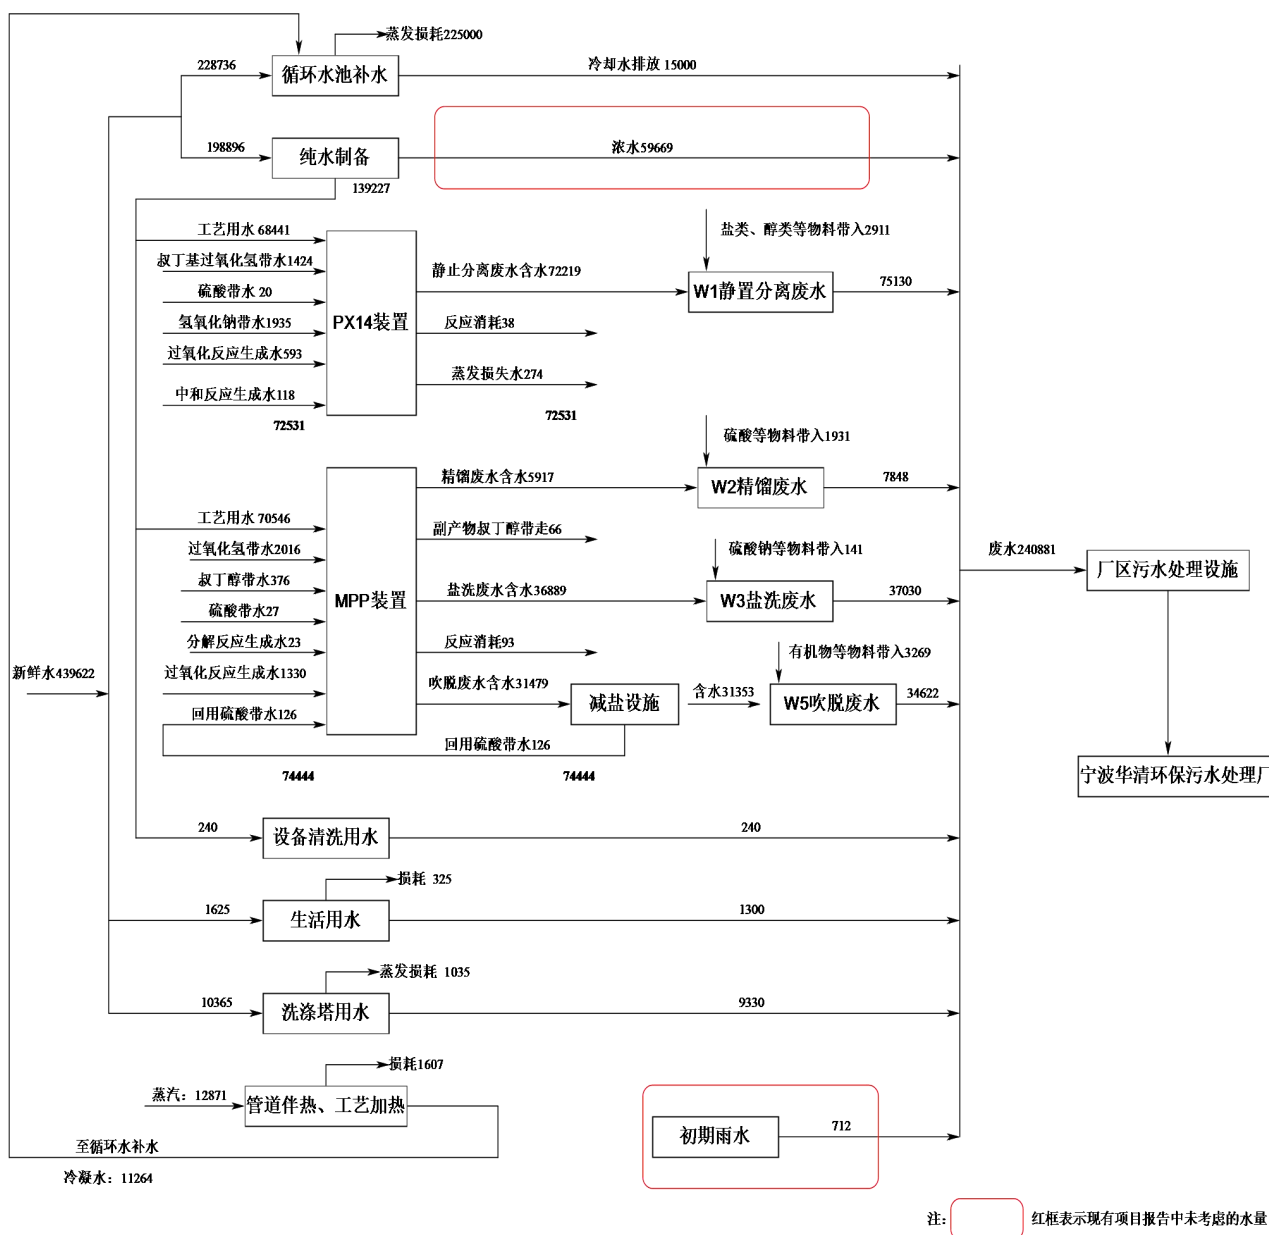 蒸发损耗225000
228736
循环水池补水
冷却水排放 15000
198896
纯水制备
浓水59669
139227
工艺用水 68441
叔丁基过氧化氢带水1424
硫酸带水 20
氢氧化钠带水1935
过氧化反应生成水593
中和反应生成水118
72531
PX14装置
静止分离废水含水72219
反应消耗38
蒸发损失水274
72531
盐类、醇类等物料带入2911
W1静置分离废水
75130
工艺用水 70546
过氧化氢带水2016
叔丁醇带水376
硫酸带水27
分解反应生成水23
过氧化反应生成水1330
回用硫酸带水126
74444
MPP装置
精馏废水含水5917
副产物叔丁醇带走66
盐洗废水含水36889
反应消耗93
吹脱废水含水31479
减盐设施
回用硫酸带水126
74444
硫酸等物料带入1931
W2精馏废水
7848
硫酸钠等物料带入141
W3盐洗废水
37030
有机物等物料带入3269
含水31353
W5吹脱废水
34622
新鲜水439622
废水240881
厂区污水处理设施
宁波华清环保污水处理厂
240
设备清洗用水
240
损耗 325
1625
生活用水
1300
蒸发损耗 1035
10365
洗涤塔用水
9330
损耗1607
蒸汽：12871
管道伴热、工艺加热
至循环水补水
冷凝水：11264
初期雨水
712
注：
红框表示现有项目报告中未考虑的水量